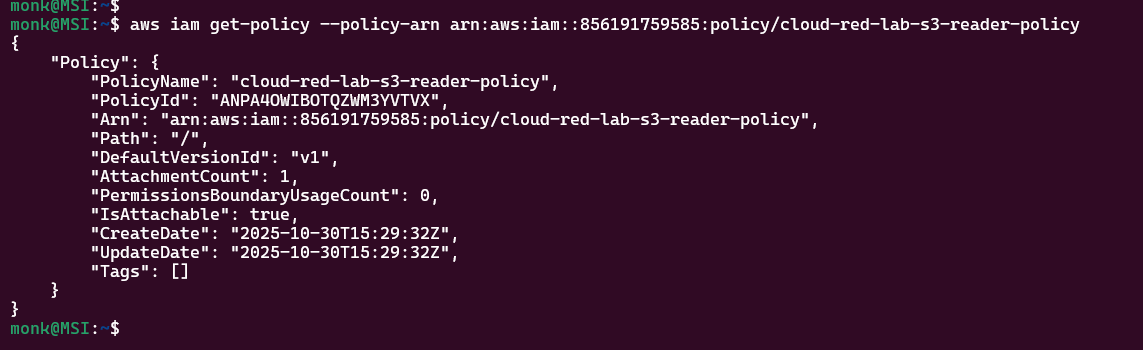 monk@MSI:~$
monk@MSI:~$ aws iam get-policy --policy-arn arn:aws:iam::856191759585:policy/cloud-red-lab-s3-reader-policy
{
    "Policy": {
        "PolicyName": "cloud-red-lab-s3-reader-policy",
        "PolicyId": "ANPA4OWIBOTQZWM3YVTVX",
        "Arn": "arn:aws:iam::856191759585:policy/cloud-red-lab-s3-reader-policy",
        "Path": "/",
        "DefaultVersionId": "v1",
        "AttachmentCount": 1,
        "PermissionsBoundaryUsageCount": 0,
        "IsAttachable": true,
        "CreateDate": "2025-10-30T15:29:32Z",
        "UpdateDate": "2025-10-30T15:29:32Z",
        "Tags": []
    }
}
monk@MSI:~$